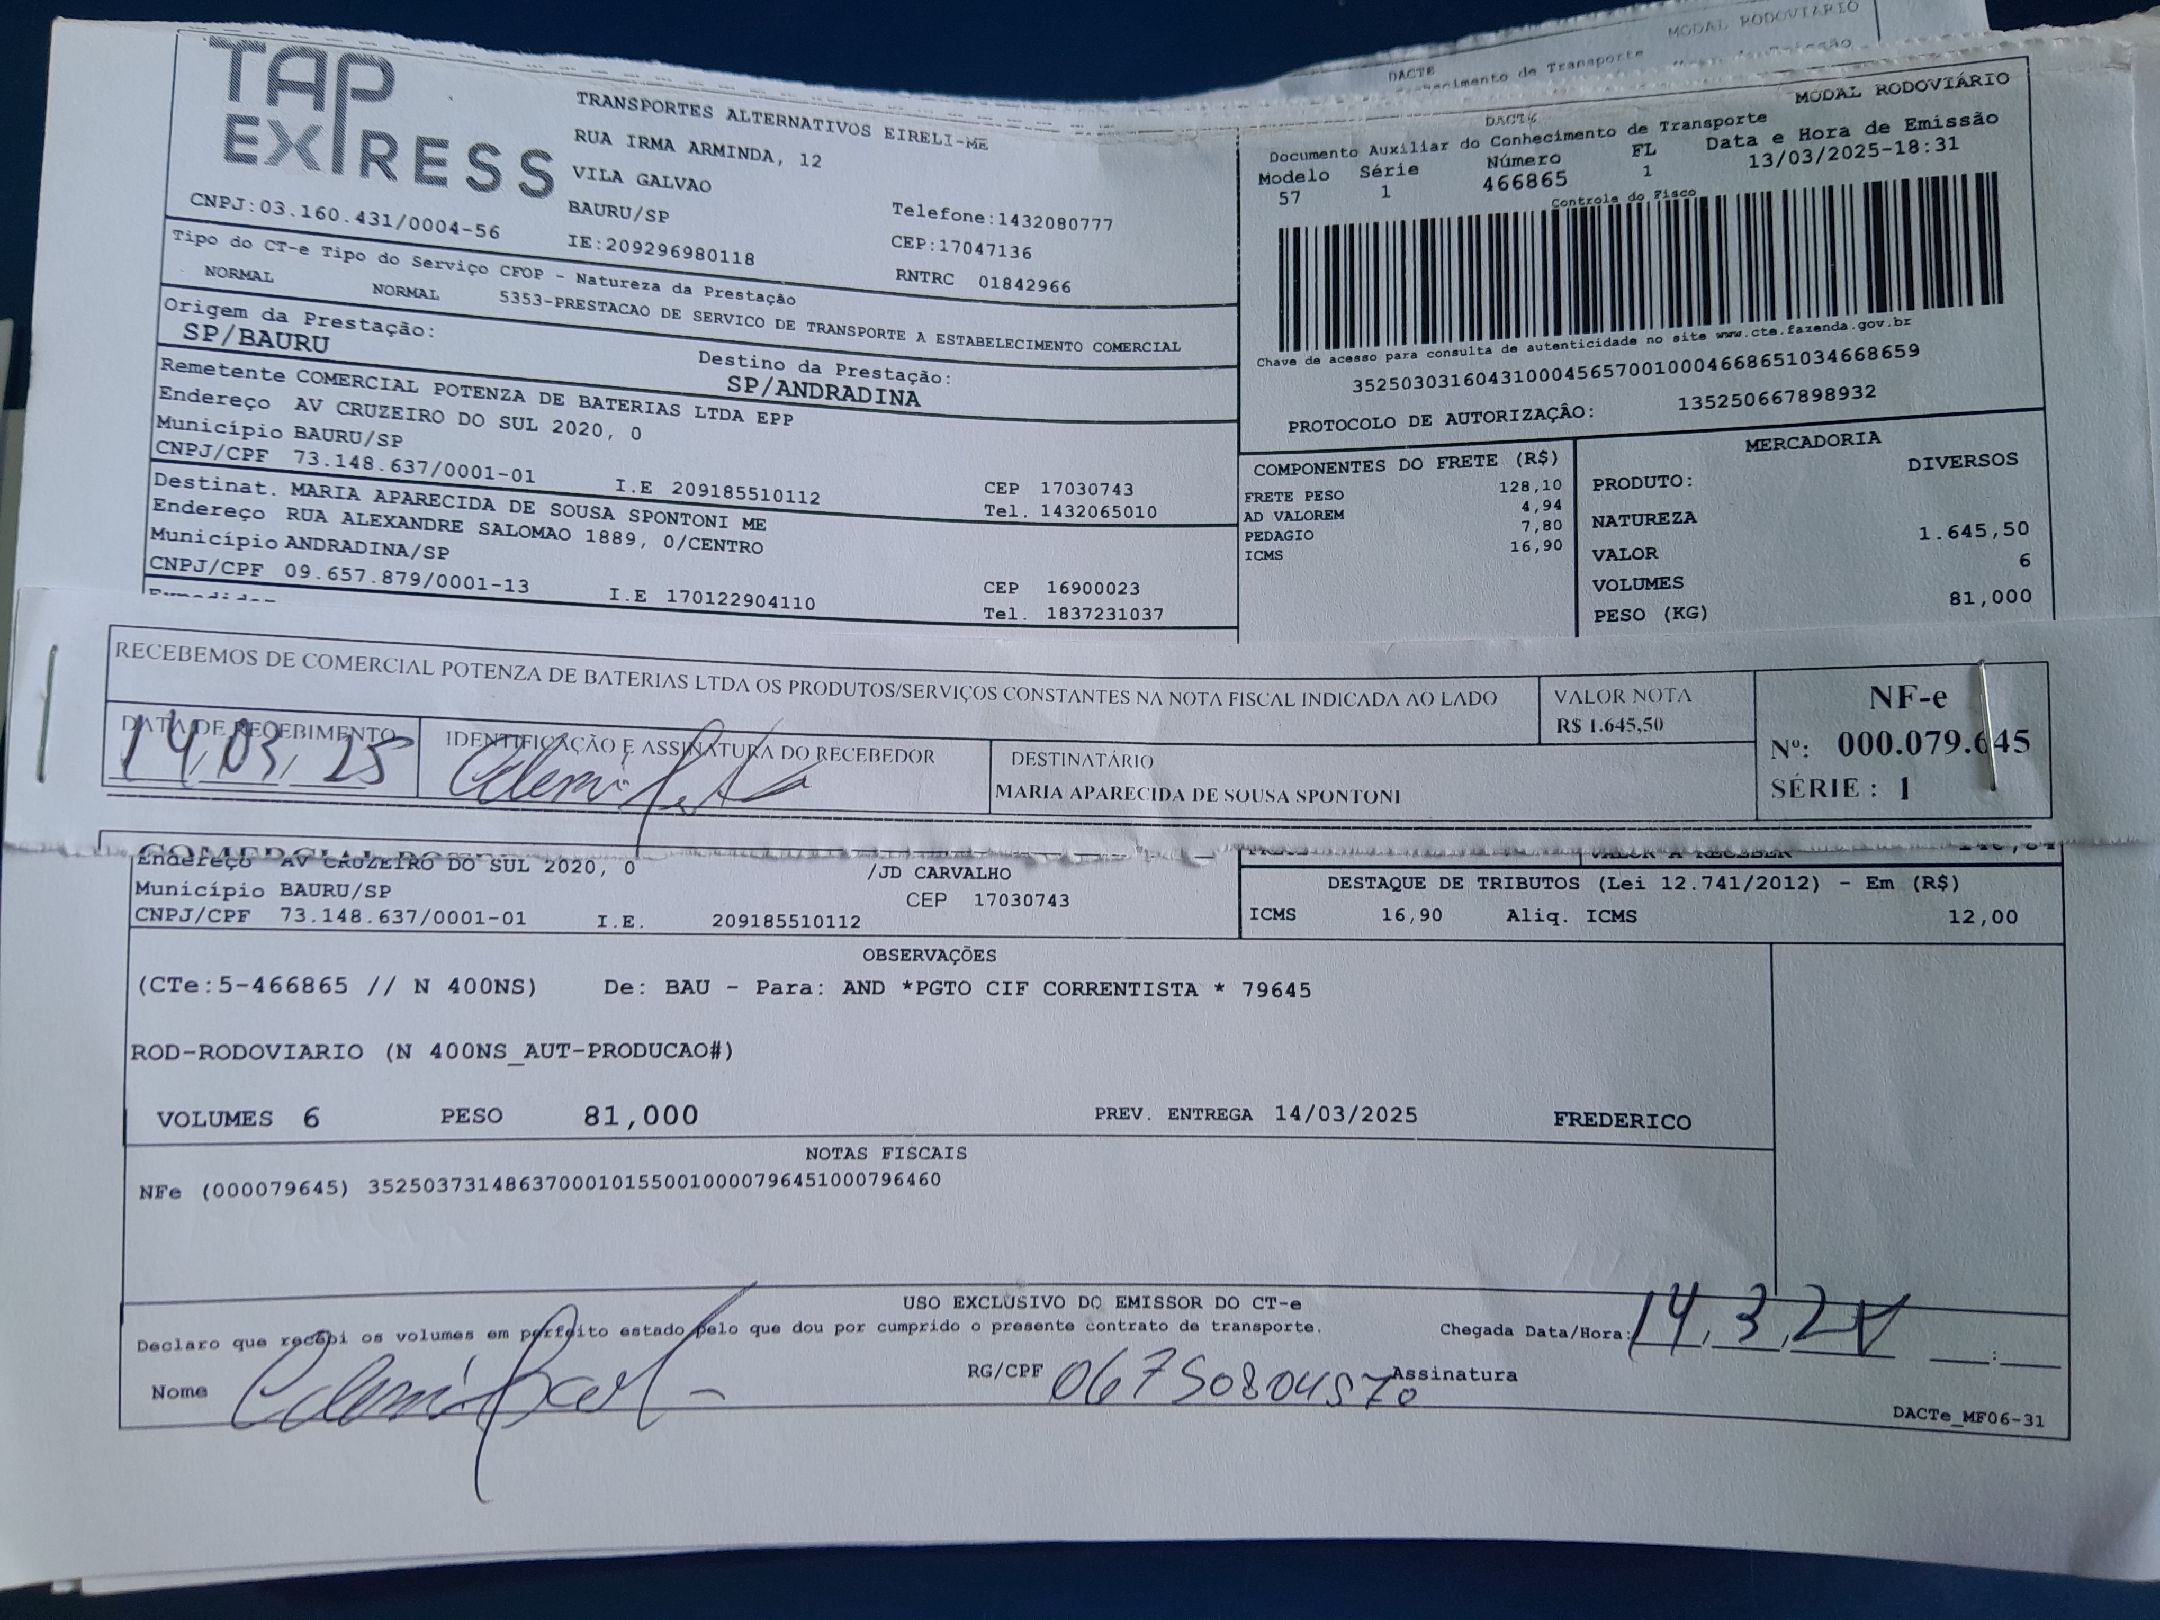 DACTE
MODAL RODOVIÁRIO
TAP
EXPRESS
TRANSPORTES ALTERNATIVOS EIRELI-ME
RUA IRMA ARMINDA, 12
VILA GALVAO
BAURU/SP
Telefone:1432080777
CNPJ:03.160.431/0004-56
IE:209296980118
CEP:17047136
RNTRC 01842966
DACTE
MODAL RODOVIÁRIO
Documento Auxiliar do Conhecimento de Transporte
Modelo Série Número FL Data e Hora de Emissão
57 1 466865 1 13/03/2025-18:31
Controle do Fisco
Chave de acesso para consulta de autenticidade no site www.cte.fazenda.gov.br
35250303160431000456570010004668651034668659
PROTOCOLO DE AUTORIZAÇÃO: 135250667898932
Tipo do CT-e Tipo do Serviço CFOP - Natureza da Prestação
NORMAL NORMAL 5353-PRESTACAO DE SERVICO DE TRANSPORTE A ESTABELECIMENTO COMERCIAL
Origem da Prestação: Destino da Prestação:
SP/BAURU SP/ANDRADINA
Remetente COMERCIAL POTENZA DE BATERIAS LTDA EPP
Endereço AV CRUZEIRO DO SUL 2020, 0
Município BAURU/SP CEP 17030743
CNPJ/CPF 73.148.637/0001-01 I.E 209185510112 Tel. 1432065010
Destinat. MARIA APARECIDA DE SOUSA SPONTONI ME
Endereço RUA ALEXANDRE SALOMAO 1889, 0/CENTRO
Município ANDRADINA/SP CEP 16900023
CNPJ/CPF 09.657.879/0001-13 I.E 170122904110 Tel. 1837231037
COMPONENTES DO FRETE (R$)
FRETE PESO 128,10
AD VALOREM 4,94
PEDAGIO 7,80
ICMS 16,90
MERCADORIA
PRODUTO: DIVERSOS
NATUREZA
VALOR 1.645,50
VOLUMES 6
PESO (KG) 81,000
RECEBEMOS DE COMERCIAL POTENZA DE BATERIAS LTDA OS PRODUTOS/SERVIÇOS CONSTANTES NA NOTA FISCAL INDICADA AO LADO
VALOR NOTA
R$ 1.645,50
NF-e
Nº: 000.079.645
SÉRIE : 1
DATA DE RECEBIMENTO
14 03 25
IDENTIFICAÇÃO E ASSINATURA DO RECEBEDOR
DESTINATÁRIO
MARIA APARECIDA DE SOUSA SPONTONI
Endereço AV CRUZEIRO DO SUL 2020, 0 /JD CARVALHO
Município BAURU/SP CEP 17030743
CNPJ/CPF 73.148.637/0001-01 I.E. 209185510112
VALOR A RECEBER
DESTAQUE DE TRIBUTOS (Lei 12.741/2012) - Em (R$)
ICMS 16,90 Aliq. ICMS 12,00
OBSERVAÇÕES
(CTe:5-466865 // N 400NS) De: BAU - Para: AND *PGTO CIF CORRENTISTA * 79645
ROD-RODOVIARIO (N 400NS_AUT-PRODUCAO#)
VOLUMES 6 PESO 81,000 PREV. ENTREGA 14/03/2025 FREDERICO
NOTAS FISCAIS
NFe (000079645) 35250373148637000101550010000796451000796460
USO EXCLUSIVO DO EMISSOR DO CT-e
Declaro que recebi os volumes em perfeito estado pelo que dou por cumprido o presente contrato de transporte.
Chegada Data/Hora: 14 3
Nome RG/CPF 06750804870 Assinatura
DACTe_MF06-31